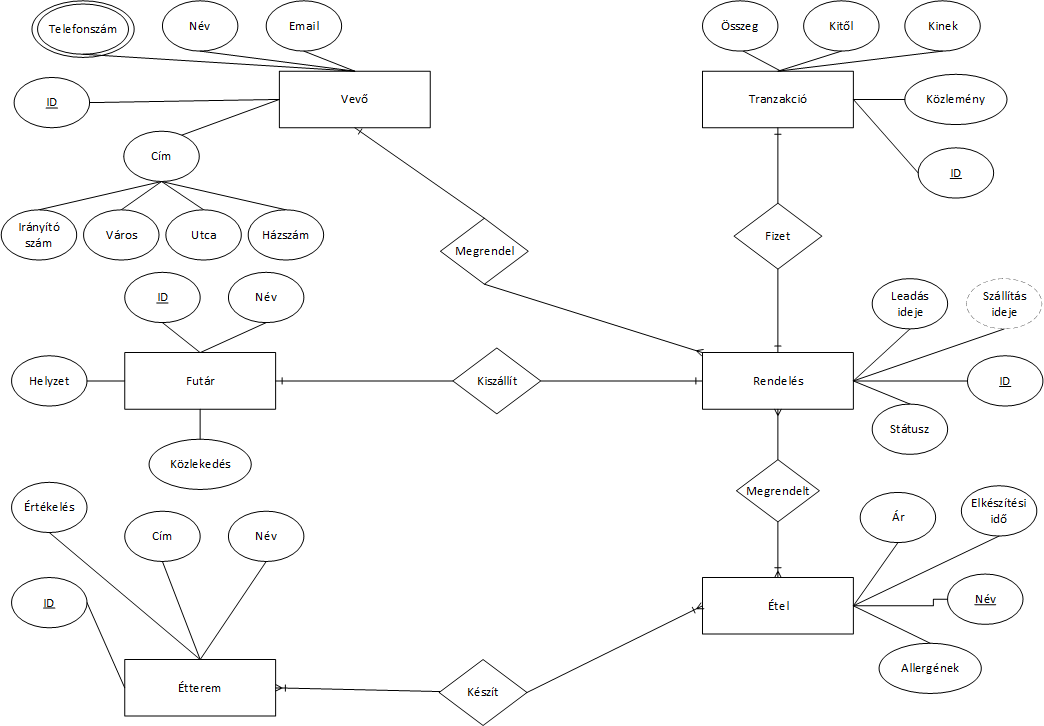 Telefonszám
Név
Email
Összeg
Kitől
Kinek
ID
Vevő
Tranzakció
Közlemény
Cím
ID
Irányító
szám
Város
Utca
Házszám
Megrendel
Fizet
ID
Név
Leadás
ideje
Szállítás
ideje
Helyzet
Futár
Kiszállít
Rendelés
ID
Státusz
Közlekedés
Megrendelt
Értékelés
Cím
Név
Ár
Elkészítési
idő
ID
Étel
Név
Allergének
Étterem
Készít